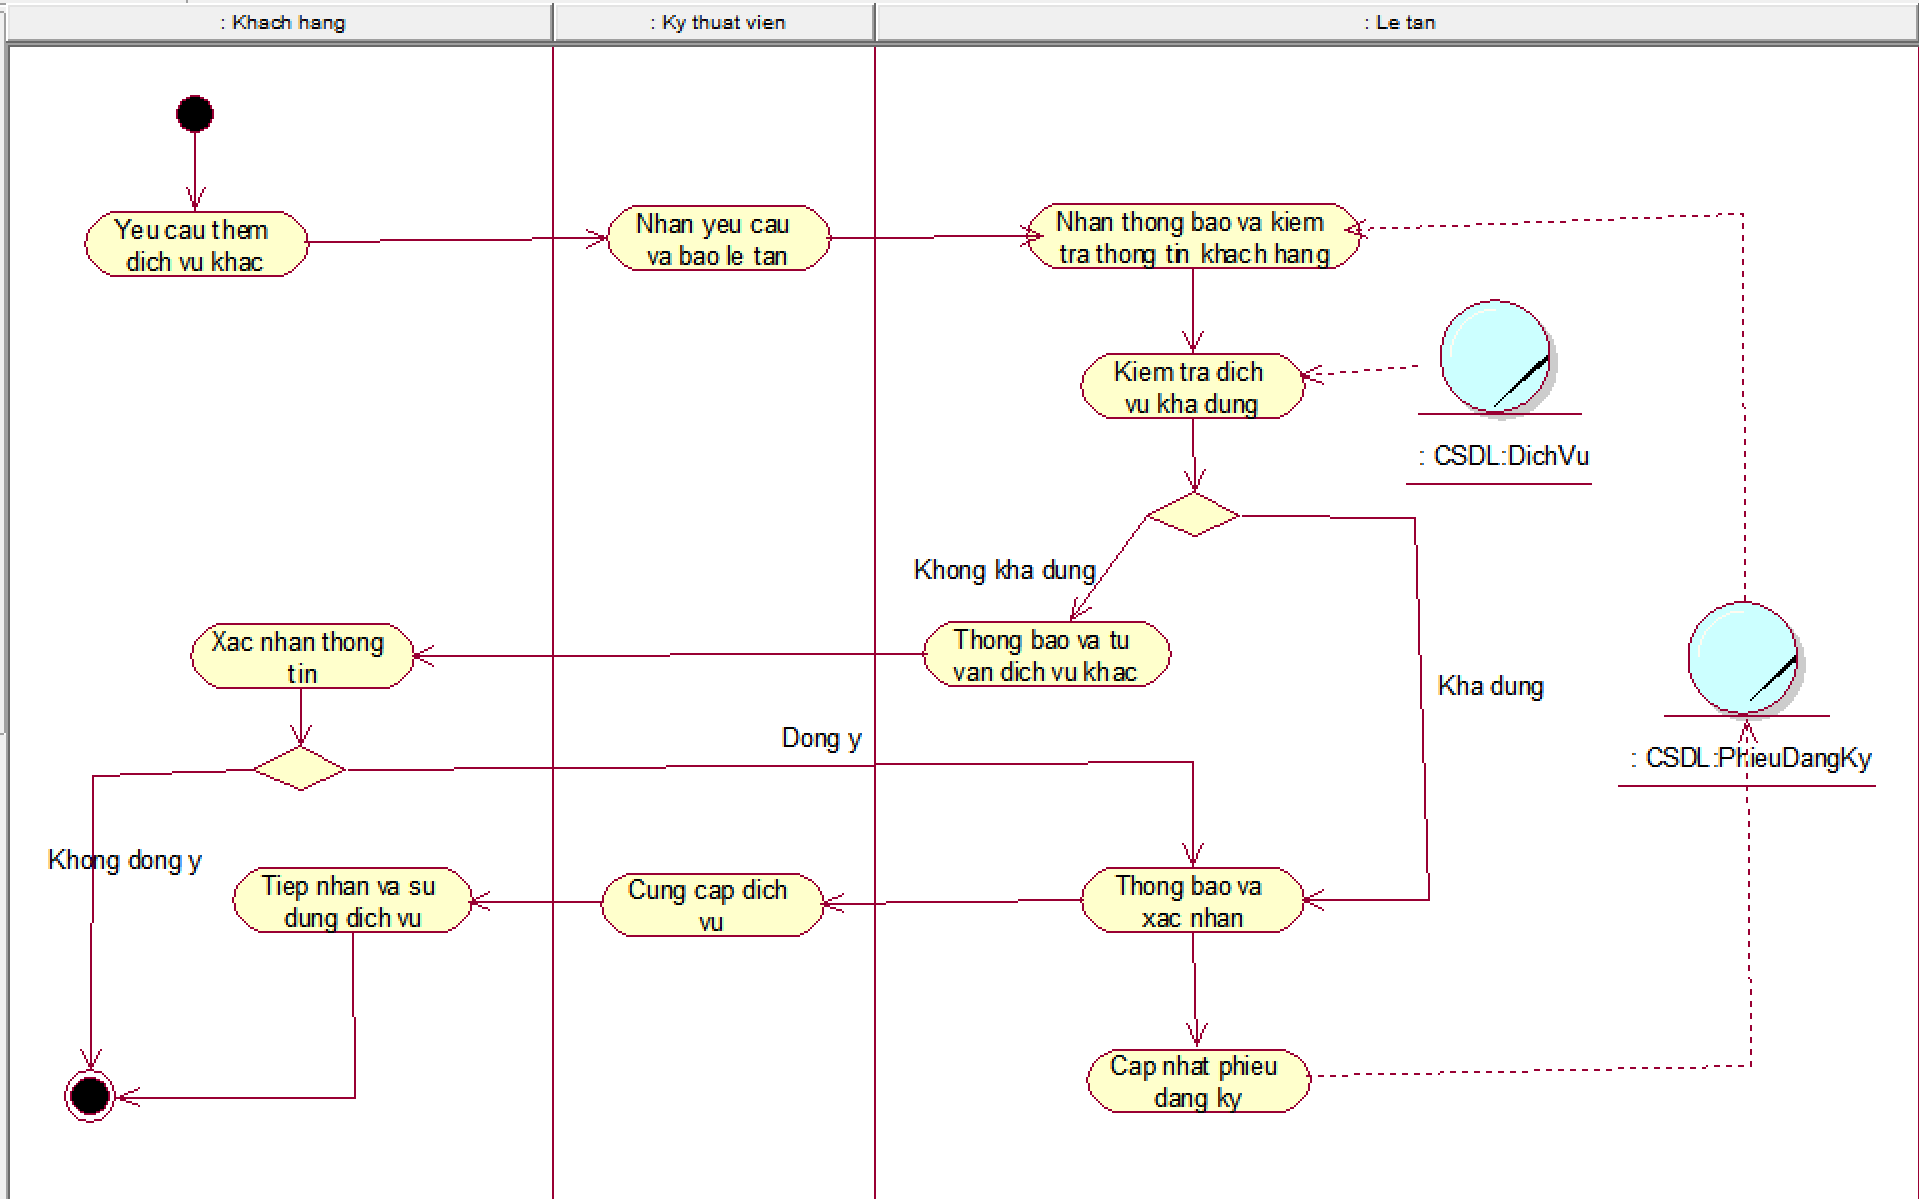 : Khach hang
: Ky thuat vien
: Le tan
Yeu cau them
dich vu khac
Nhan yeu cau
va bao le tan
Nhan thong bao va kiem
tra thong tin khach hang
Kiem tra dich
vu kha dung
: CSDL:DichVu
Khong kha dung
Xac nhan thong
tin
Thong bao va tu
van dich vu khac
Kha dung
Dong y
: CSDL:PhieuDangKy
Khong dong y
Tiep nhan va su
dung dich vu
Cung cap dich
vu
Thong bao va
xac nhan
Cap nhat phieu
dang ky